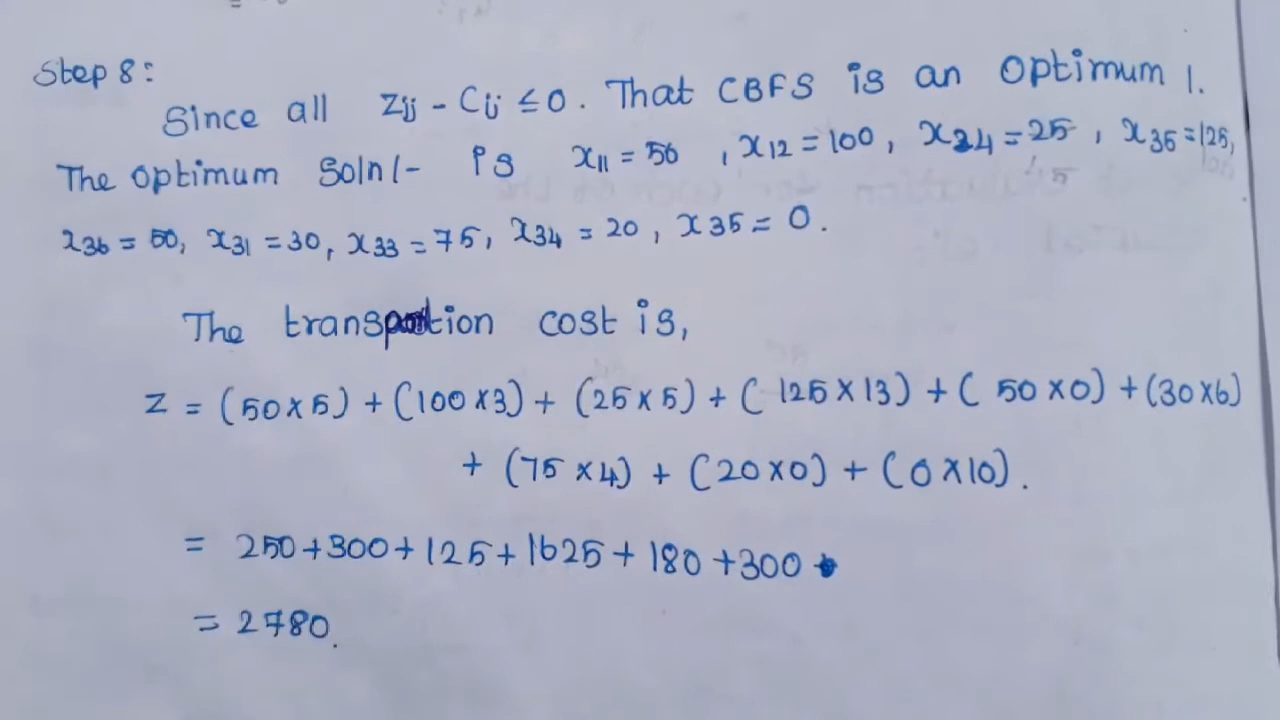 Step 8:
Since all Zij - Cij ≤ 0. That CBFS is an optimum 1.
The optimum Soln/- is x11 = 50, x12 = 100, x24 = 25, x35 = 125,
x36 = 50, x31 = 30, x33 = 75, x34 = 20, x35 = 0.
The transportion cost is,
Z = (50 x 5) + (100 x 3) + (25 x 5) + (125 x 13) + (50 x 0) + (30 x 6)
+ (75 x 4) + (20 x 0) + (0 x 10).
= 250 + 300 + 125 + 1625 + 180 + 300
= 2780.